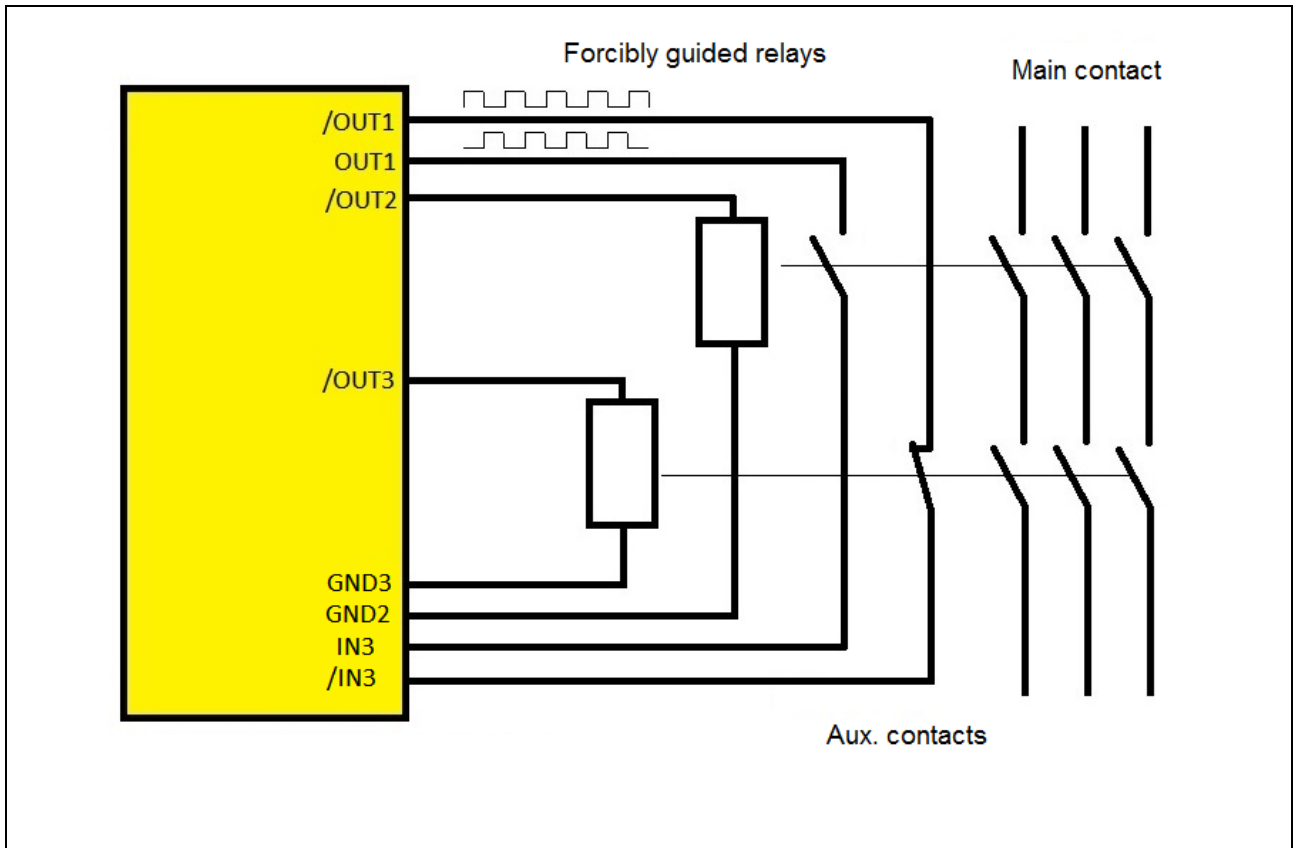 Forcibly guided relays
Main contact
/OUT1
OUT1
/OUT2
/OUT3
GND3
GND2
IN3
/IN3
Aux. contacts